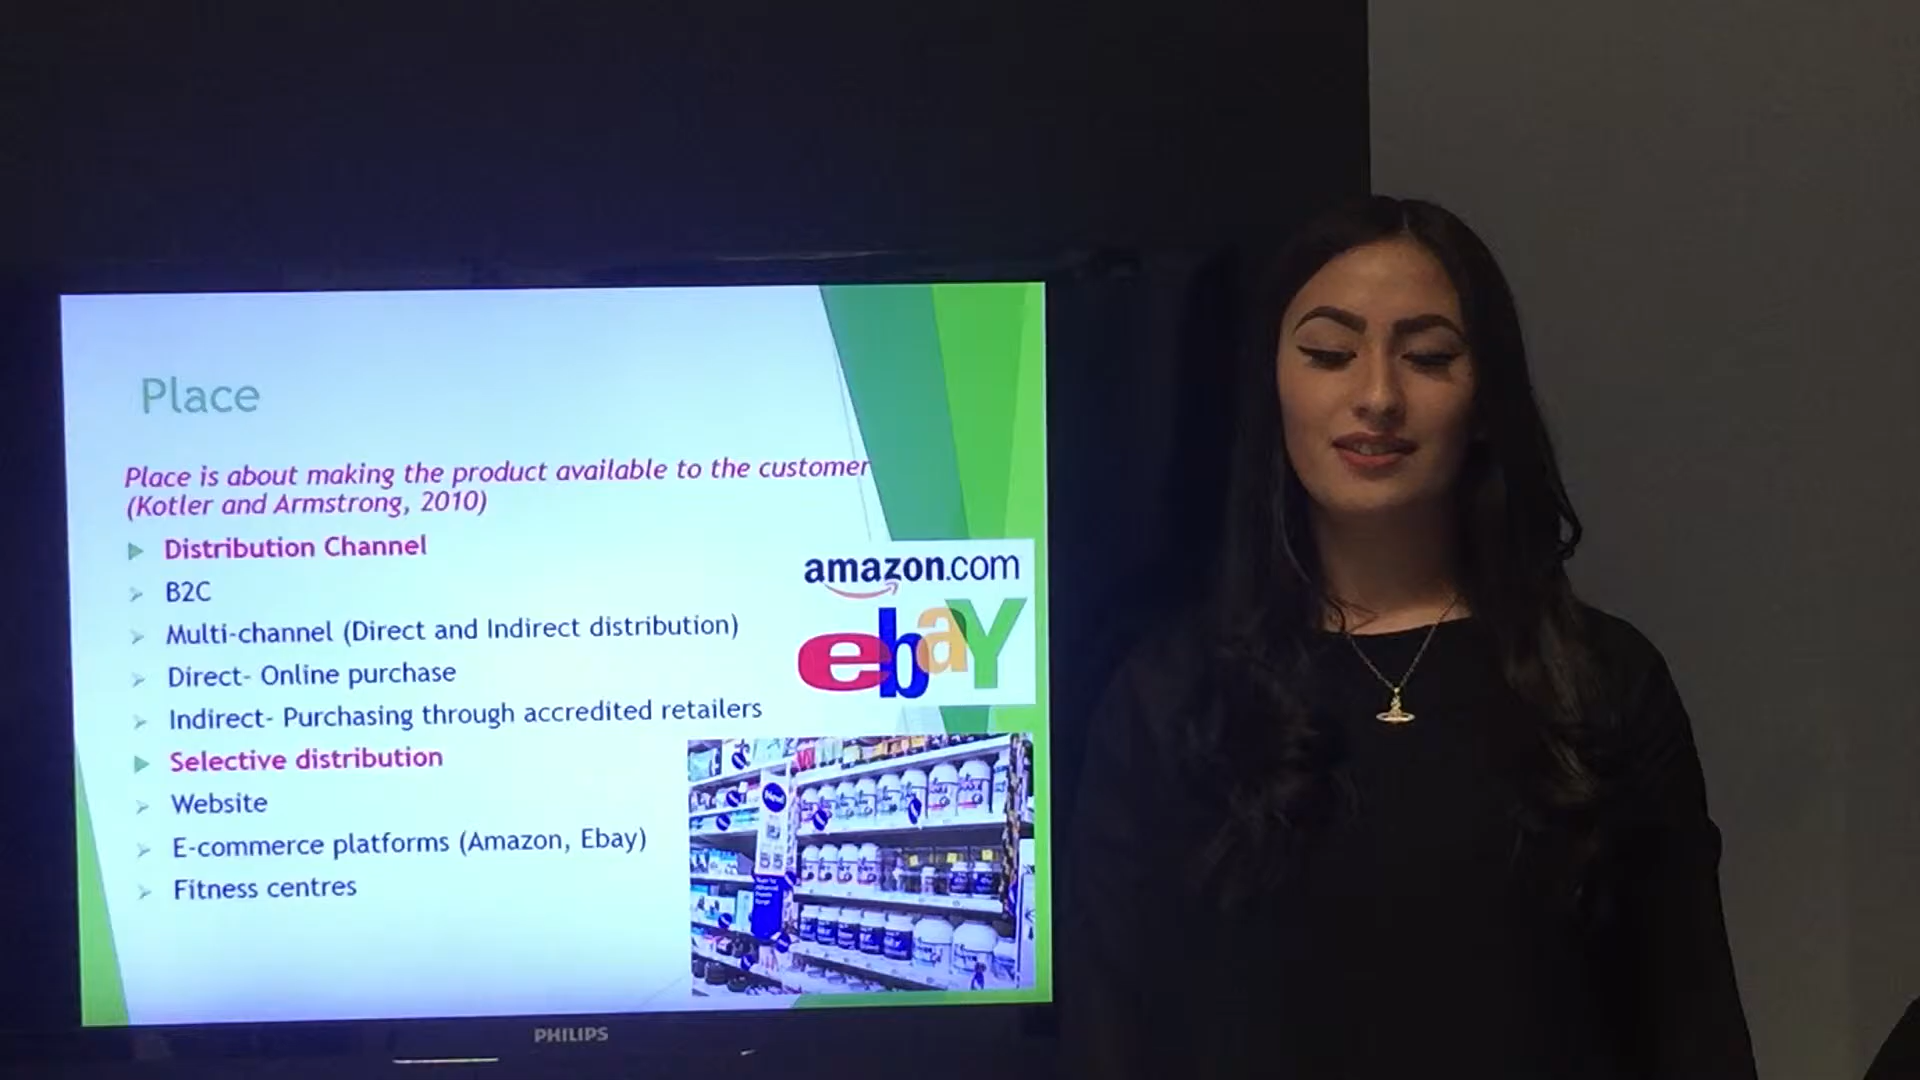 Place
Place is about making the product available to the customer
(Kotler and Armstrong, 2010)
Distribution Channel
B2C
Multi-channel (Direct and Indirect distribution)
Direct- Online purchase
Indirect- Purchasing through accredited retailers
Selective distribution
Website
E-commerce platforms (Amazon, Ebay)
Fitness centres
amazon.com
ebaY
New!
PHILIPS